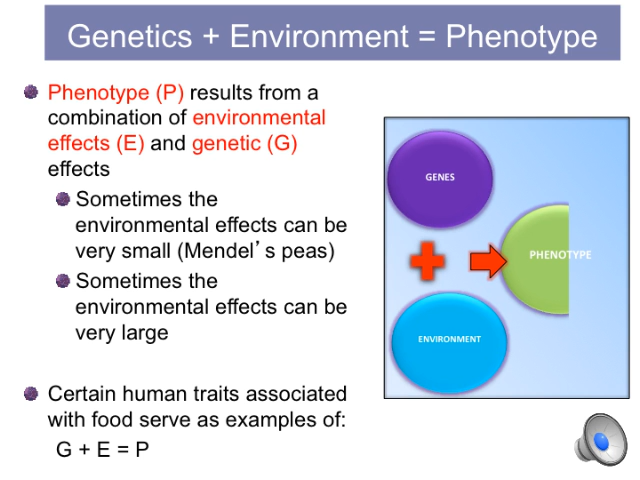 Genetics + Environment = Phenotype
Phenotype (P) results from a
combination of environmental
effects (E) and genetic (G)
effects
Sometimes the
environmental effects can be
very small (Mendel’s peas)
Sometimes the
environmental effects can be
very large
Certain human traits associated
with food serve as examples of:
G + E = P
GENES
PHENOTYPE
ENVIRONMENT